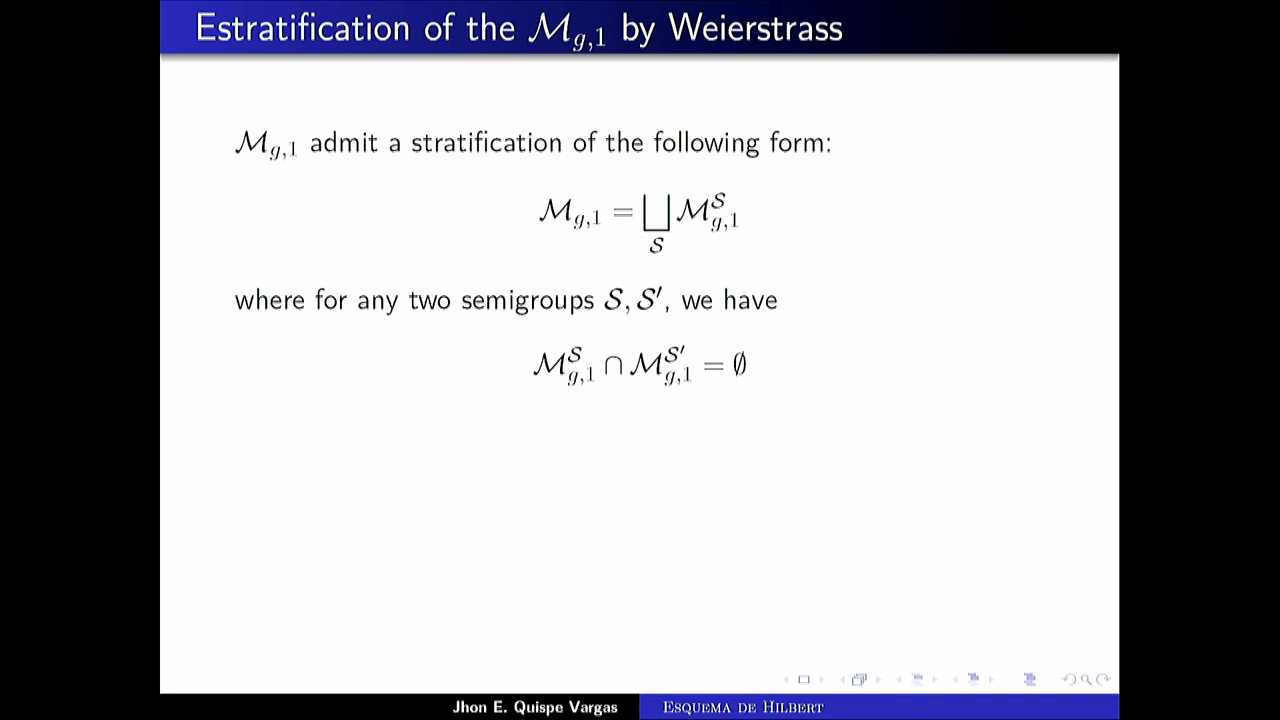 Estratification of the $\mathcal{M}_{g,1}$ by Weierstrass
$\mathcal{M}_{g,1}$ admit a stratification of the following form:
$\mathcal{M}_{g,1} = \bigsqcup_{\mathcal{S}} \mathcal{M}_{g,1}^{\mathcal{S}}$
where for any two semigroups $\mathcal{S}, \mathcal{S}'$, we have
$\mathcal{M}_{g,1}^{\mathcal{S}} \cap \mathcal{M}_{g,1}^{\mathcal{S}'} = \emptyset$
Jhon E. Quispe Vargas
Esquema de Hilbert